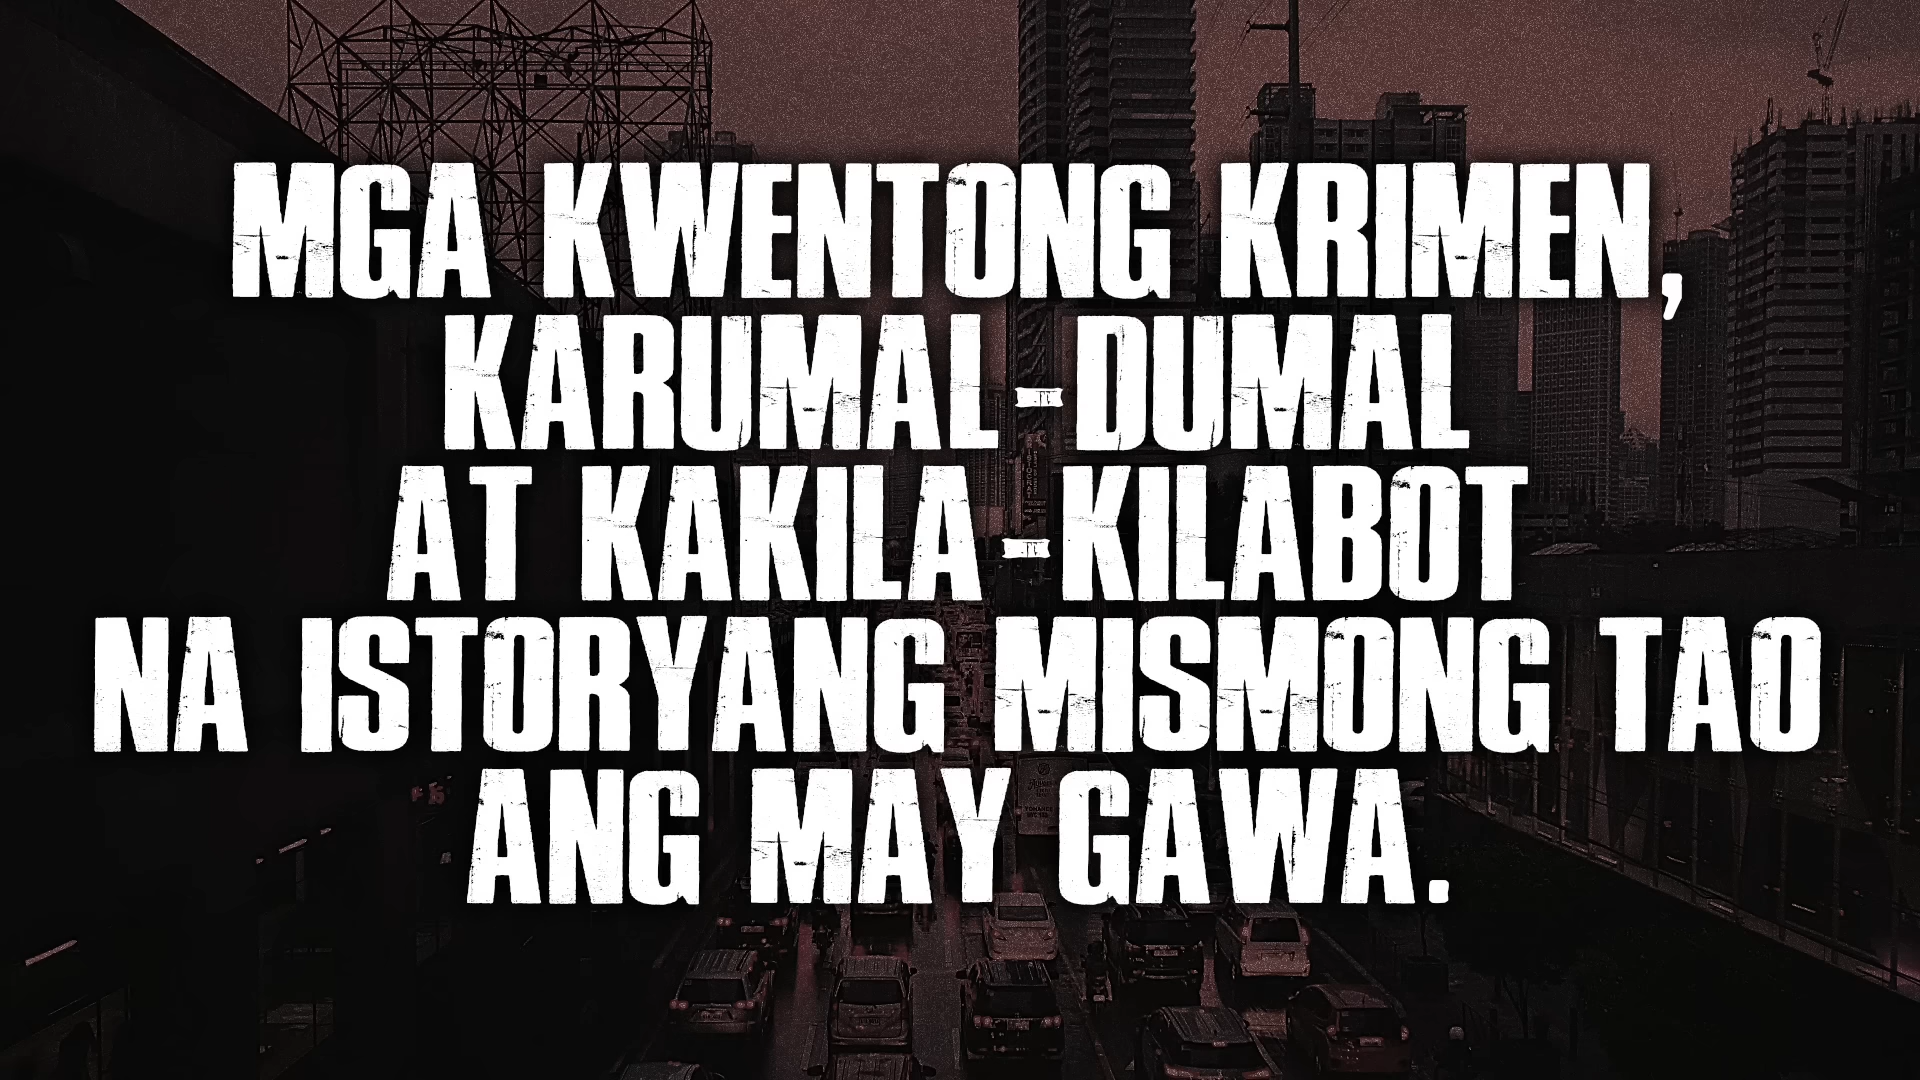 MGA KWENTONG KRIMEN,
KARUMAL-DUMAL
AT KAKILA-KILABOT
NA ISTORYANG MISMONG TAO
ANG MAY GAWA.